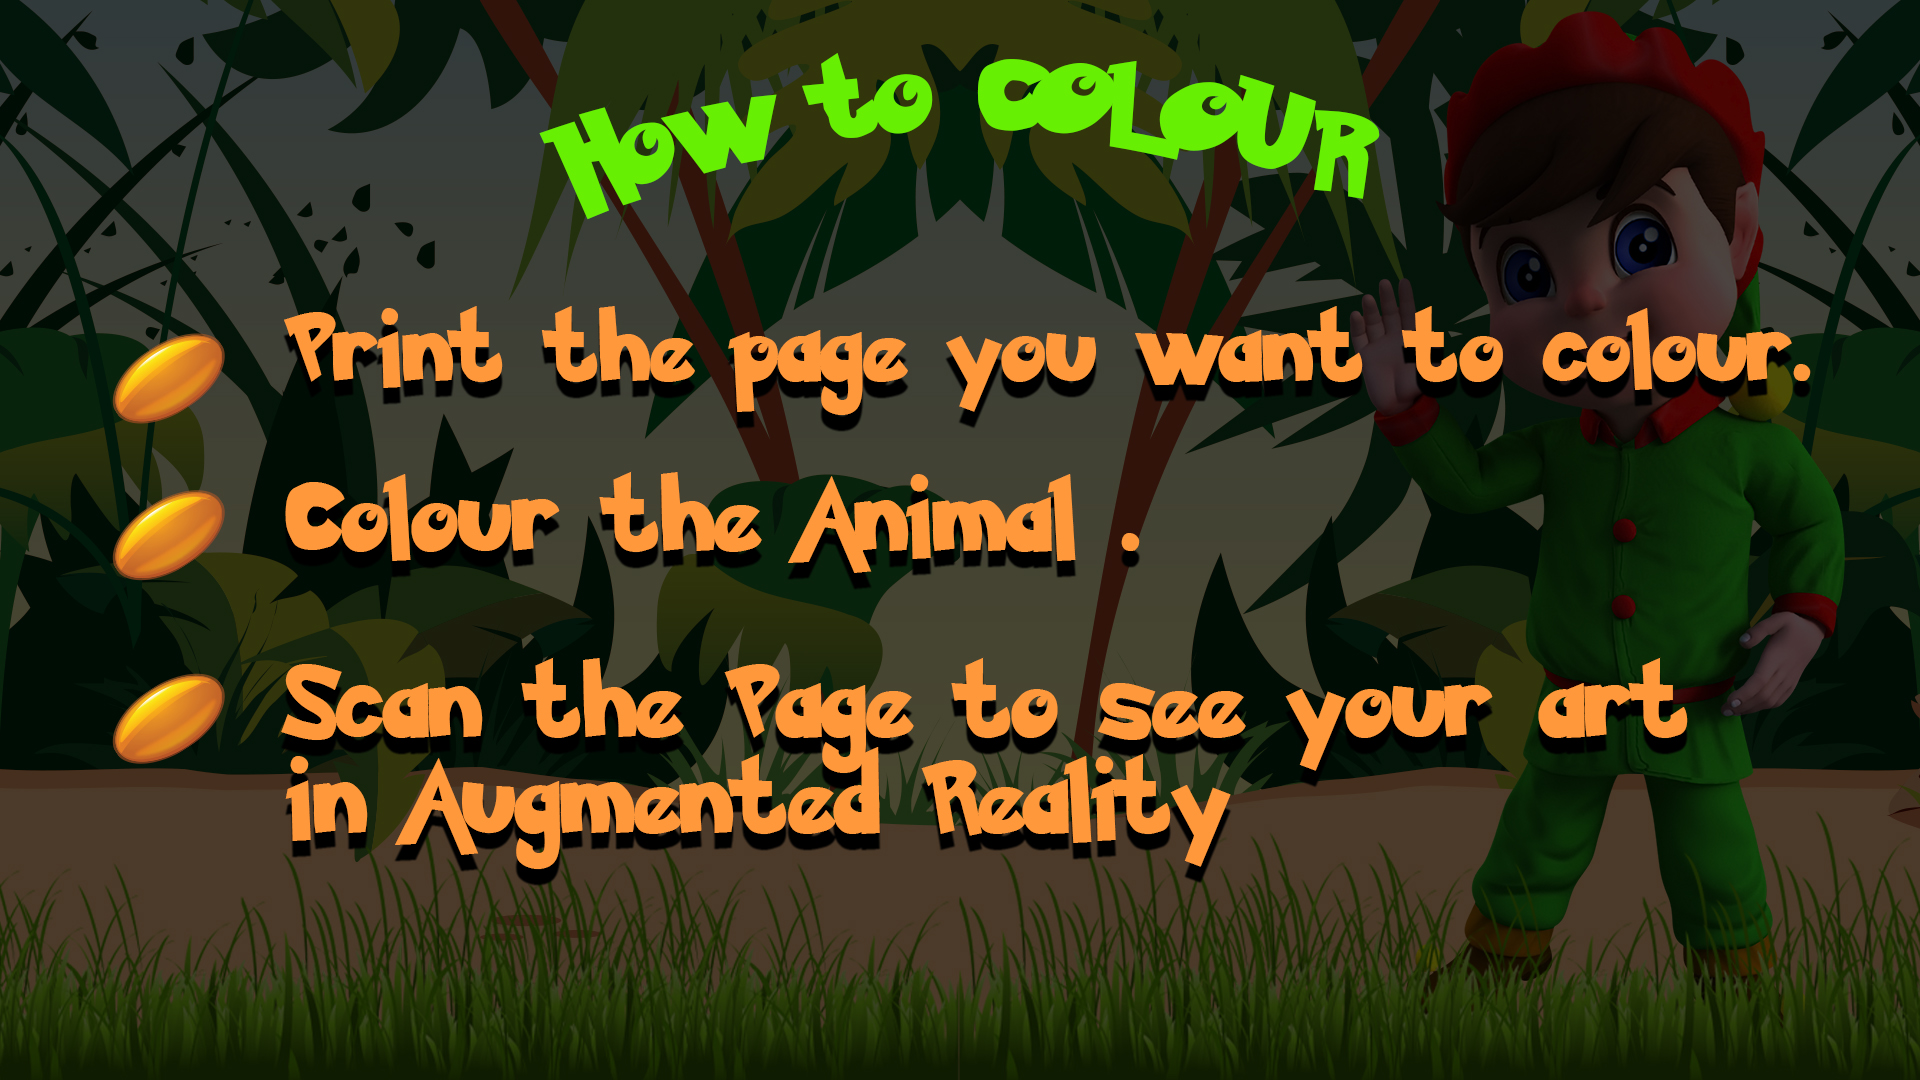 How to COLOUR
Print the page you want to colour.
Colour the Animal .
Scan the Page to see your art
in Augmented Reality